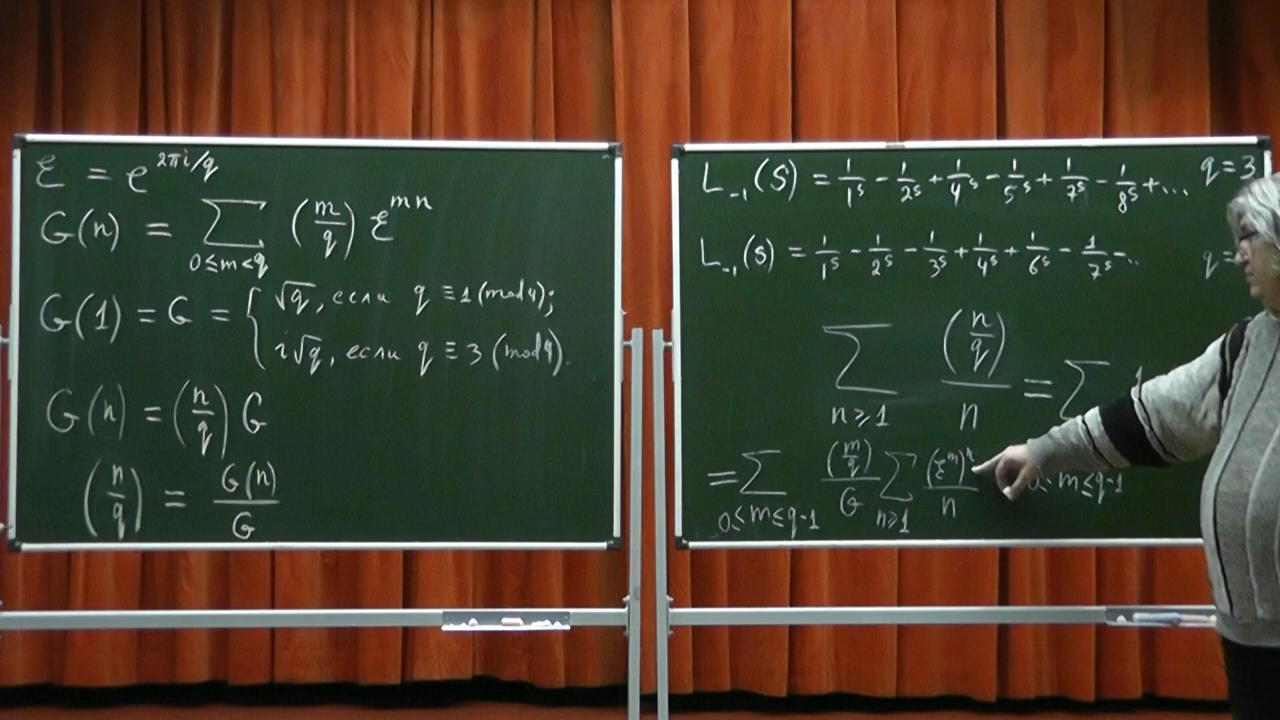 ℰ = e^{2πi/q}
G(n) = ∑_{0≤m<q} (m/q) ℰ^{mn}
G(1) = G = { √q, если q ≡ 1 (mod 4);
i√q, если q ≡ 3 (mod 4).
G(n) = (n/q) G
(n/q) = G(n)/G
L₋₁(S) = 1/1^s − 1/2^s + 1/4^s − 1/5^s + 1/7^s − 1/8^s + ... q = 3
L₋₁(s) = 1/1^s − 1/2^s − 1/3^s + 1/4^s + 1/6^s − 1/7^s − ... q =
∑_{n≥1} (n/q)/n = ∑
= ∑_{0≤m≤q-1} (m/q)/G ∑_{n≥1} (ℰ^m)^n/n m≤q-1